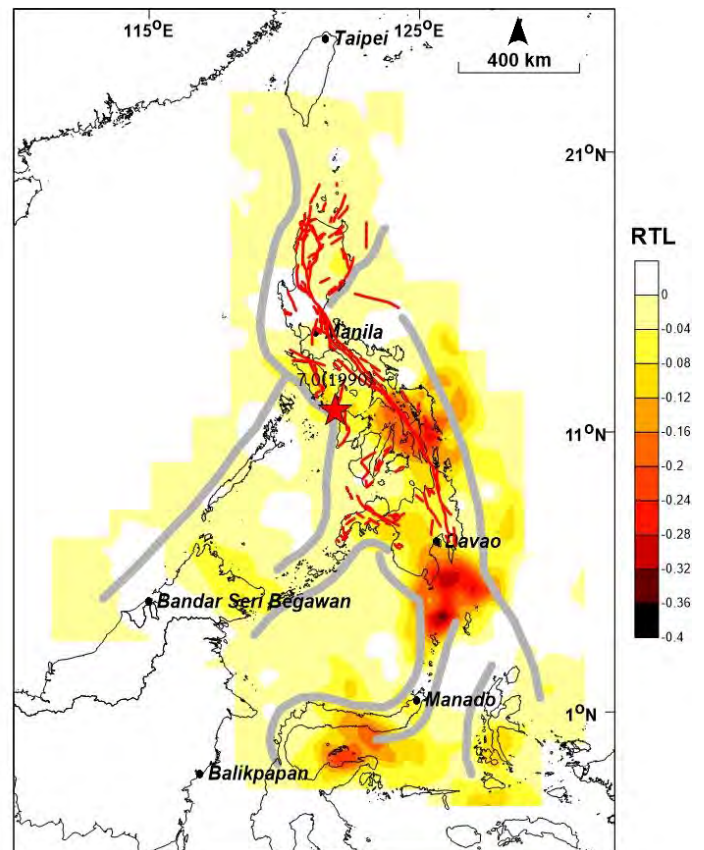 115°E
125°E
Taipei
400 km
21°N
RTL
0
-0.04
Manila
-0.08
7.0(1990)
-0.12
11°N
-0.16
-0.2
-0.24
-0.28
Davao
-0.32
Bandar Seri Begawan
-0.36
-0.4
Manado
1°N
Balikpapan